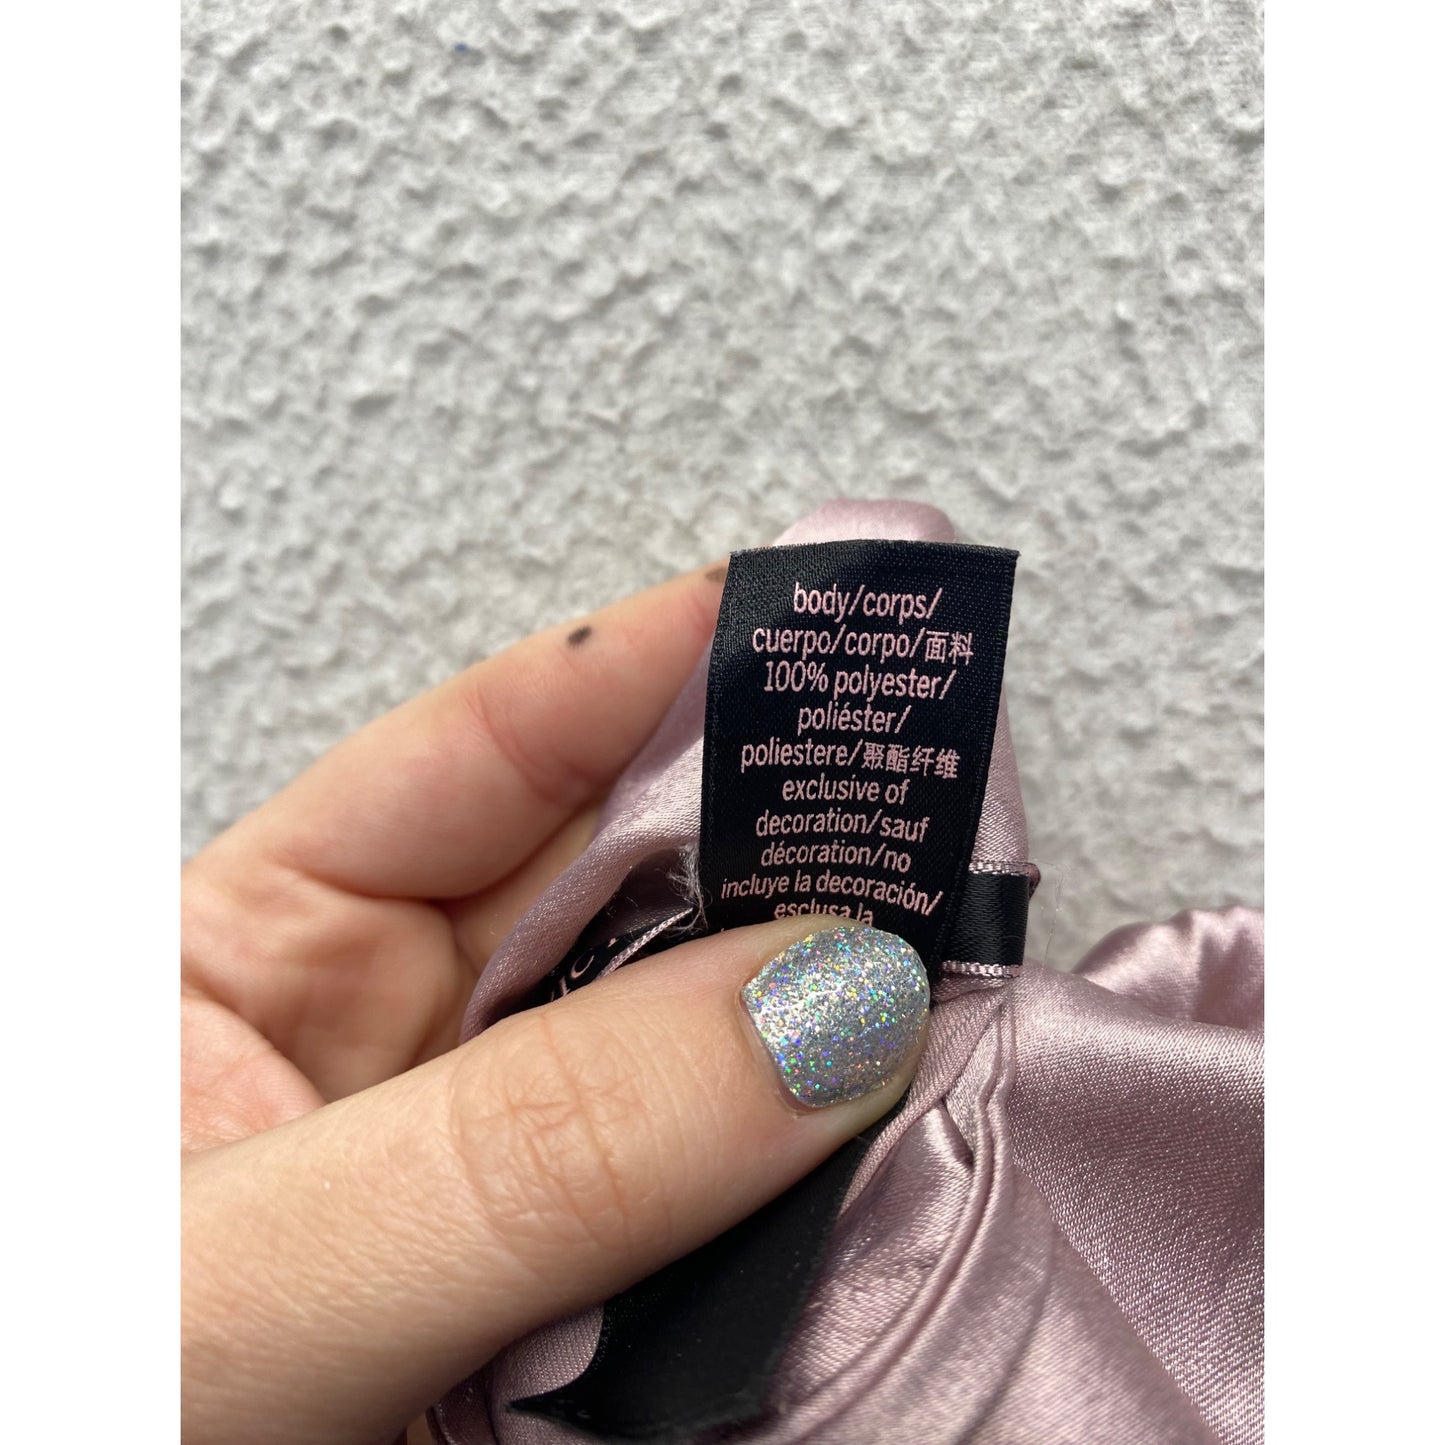 body/corps/
cuerpo/corpo/面料
100% polyester/
poliéster/
poliestere/聚酯纤维
exclusive of
decoration/sauf
décoration/no
incluye la decoración/
esclusa la